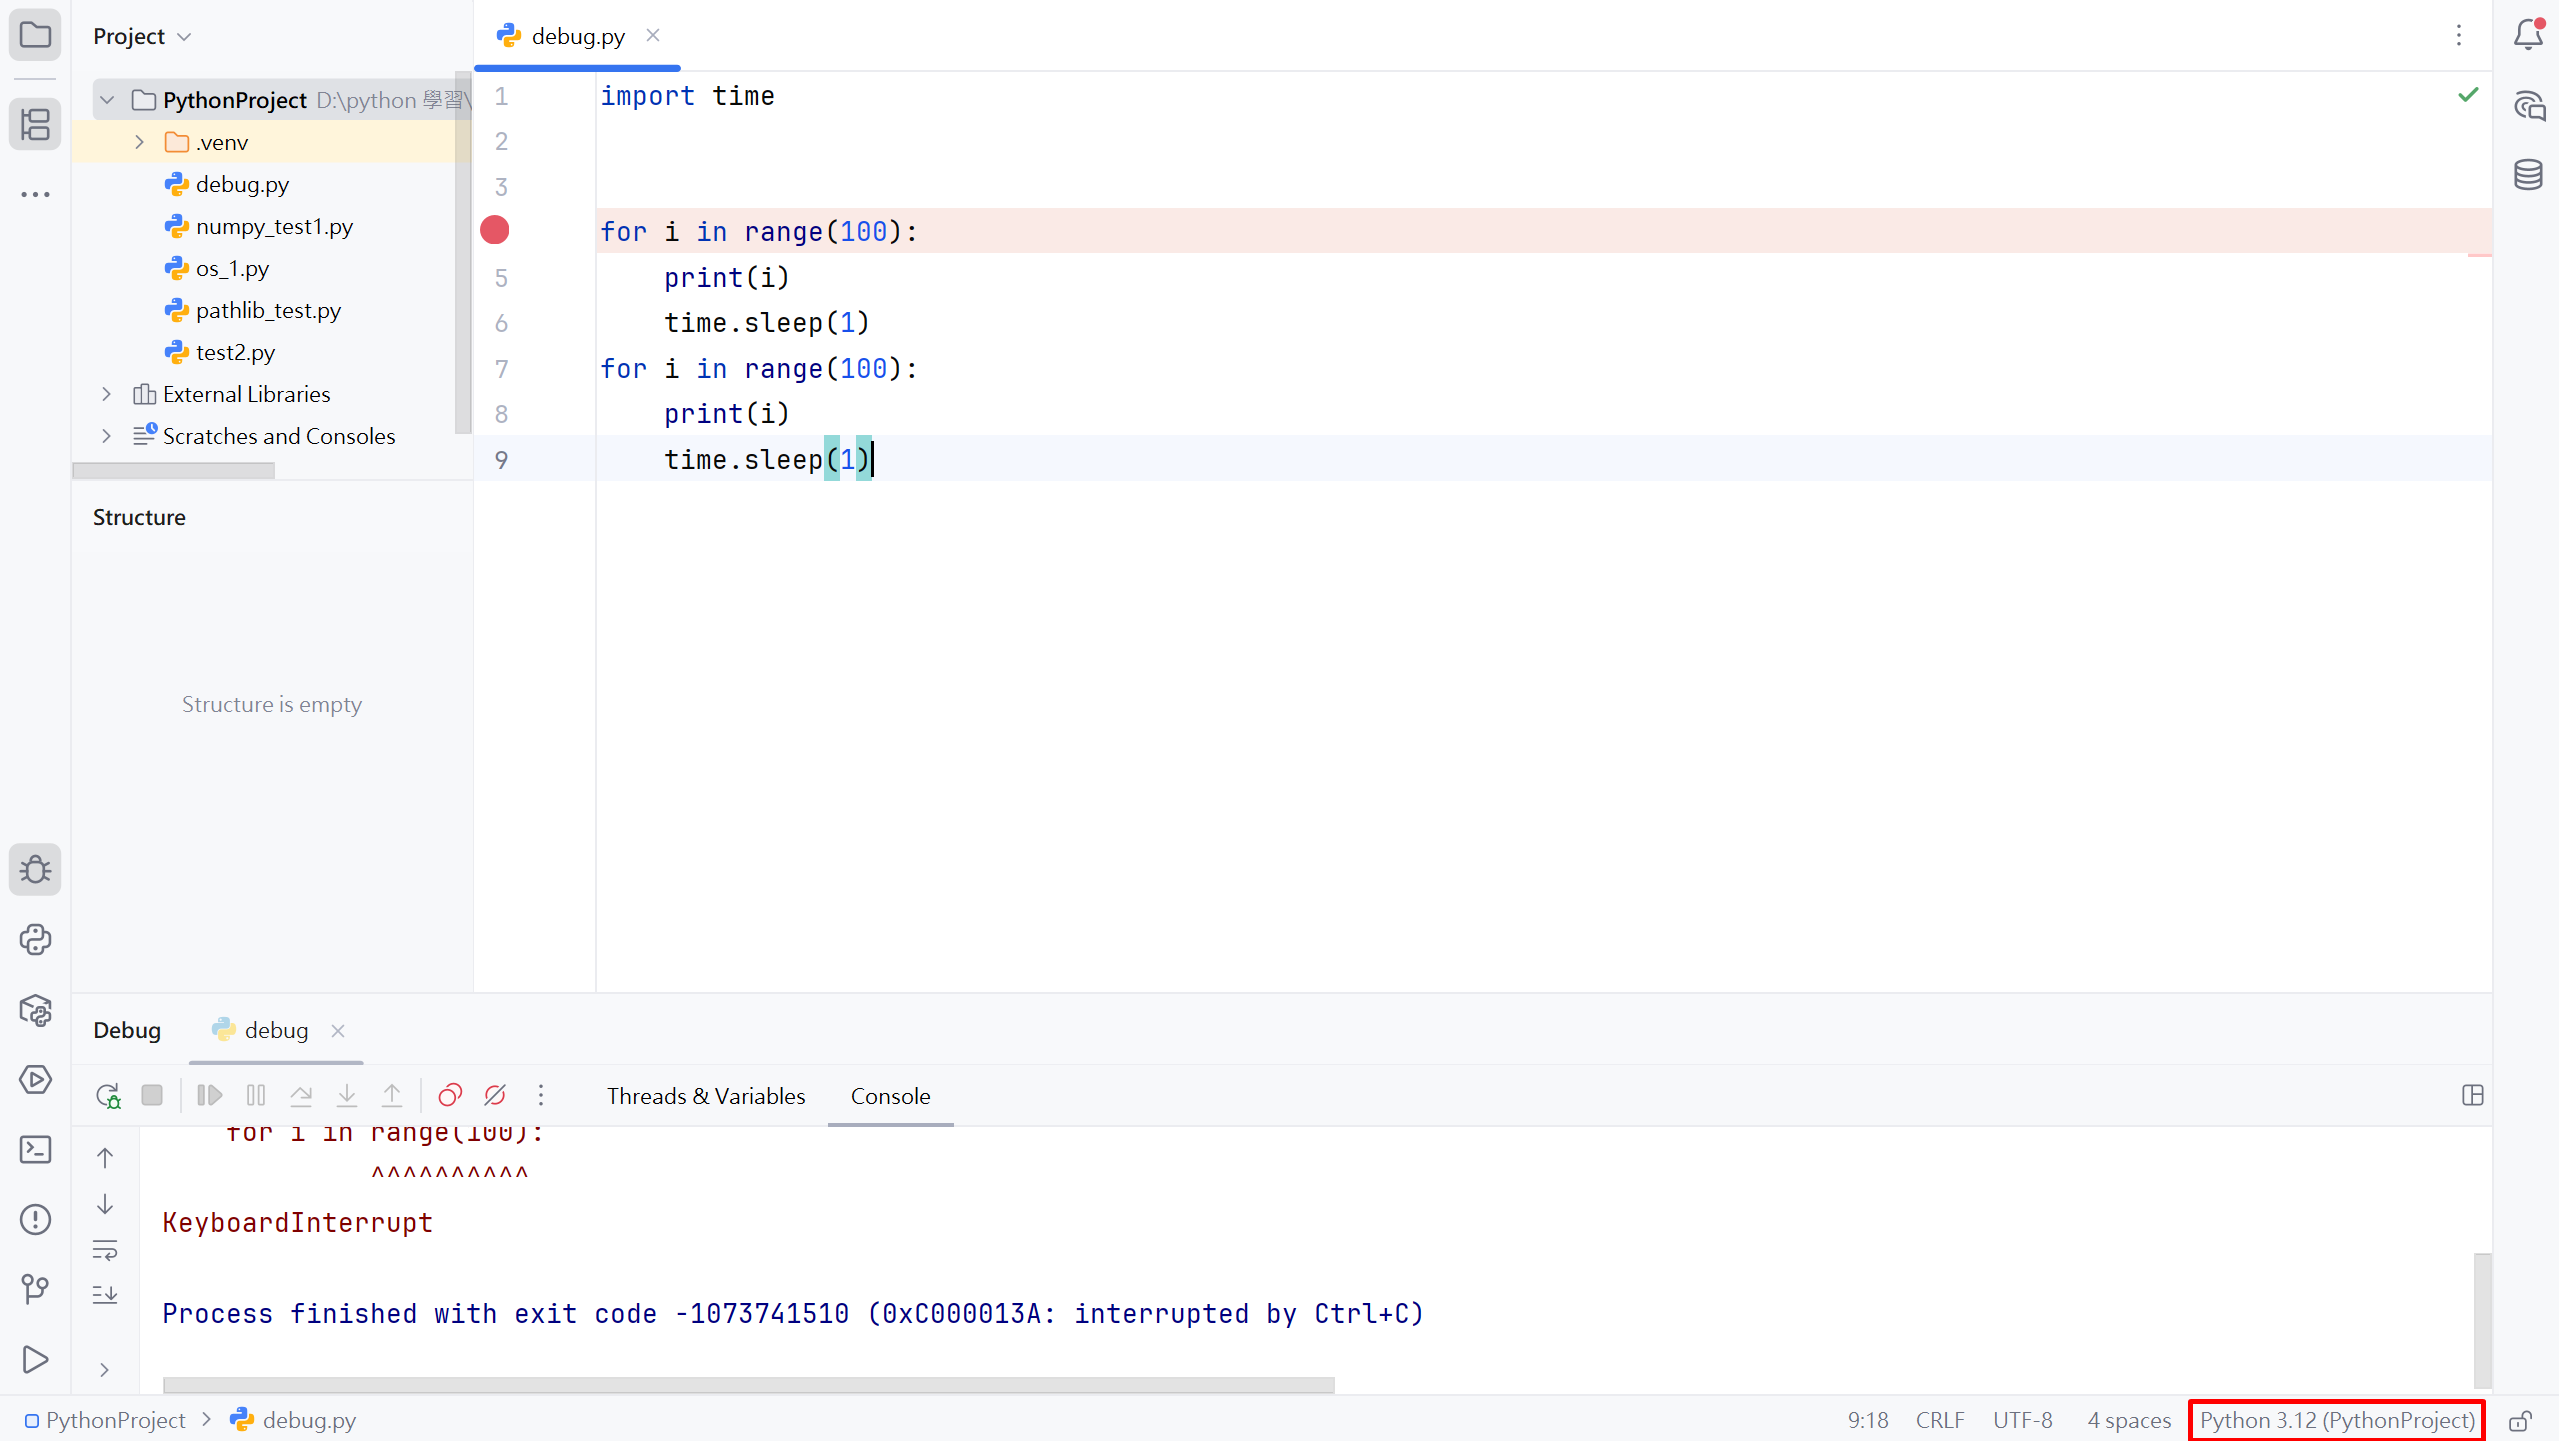 Project
PythonProject D:\python 學習\
.venv
debug.py
numpy_test1.py
os_1.py
pathlib_test.py
test2.py
External Libraries
Scratches and Consoles
Structure
Structure is empty
debug.py
1 import time
2
3
for i in range(100):
5 print(i)
6 time.sleep(1)
7 for i in range(100):
8 print(i)
9 time.sleep(1)
Debug debug
Threads & Variables Console
for i in range(100):
^^^^^^^^^^
KeyboardInterrupt
Process finished with exit code -1073741510 (0xC000013A: interrupted by Ctrl+C)
PythonProject > debug.py 9:18 CRLF UTF-8 4 spaces Python 3.12 (PythonProject)